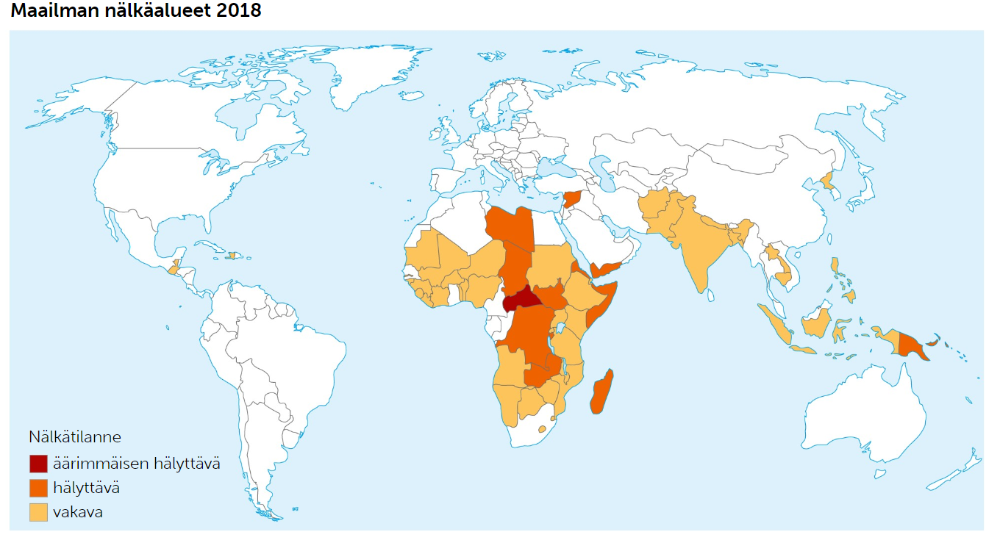 Maailman nälkäalueet 2018
Nälkätilanne
äärimmäisen hälyttävä
hälyttävä
vakava